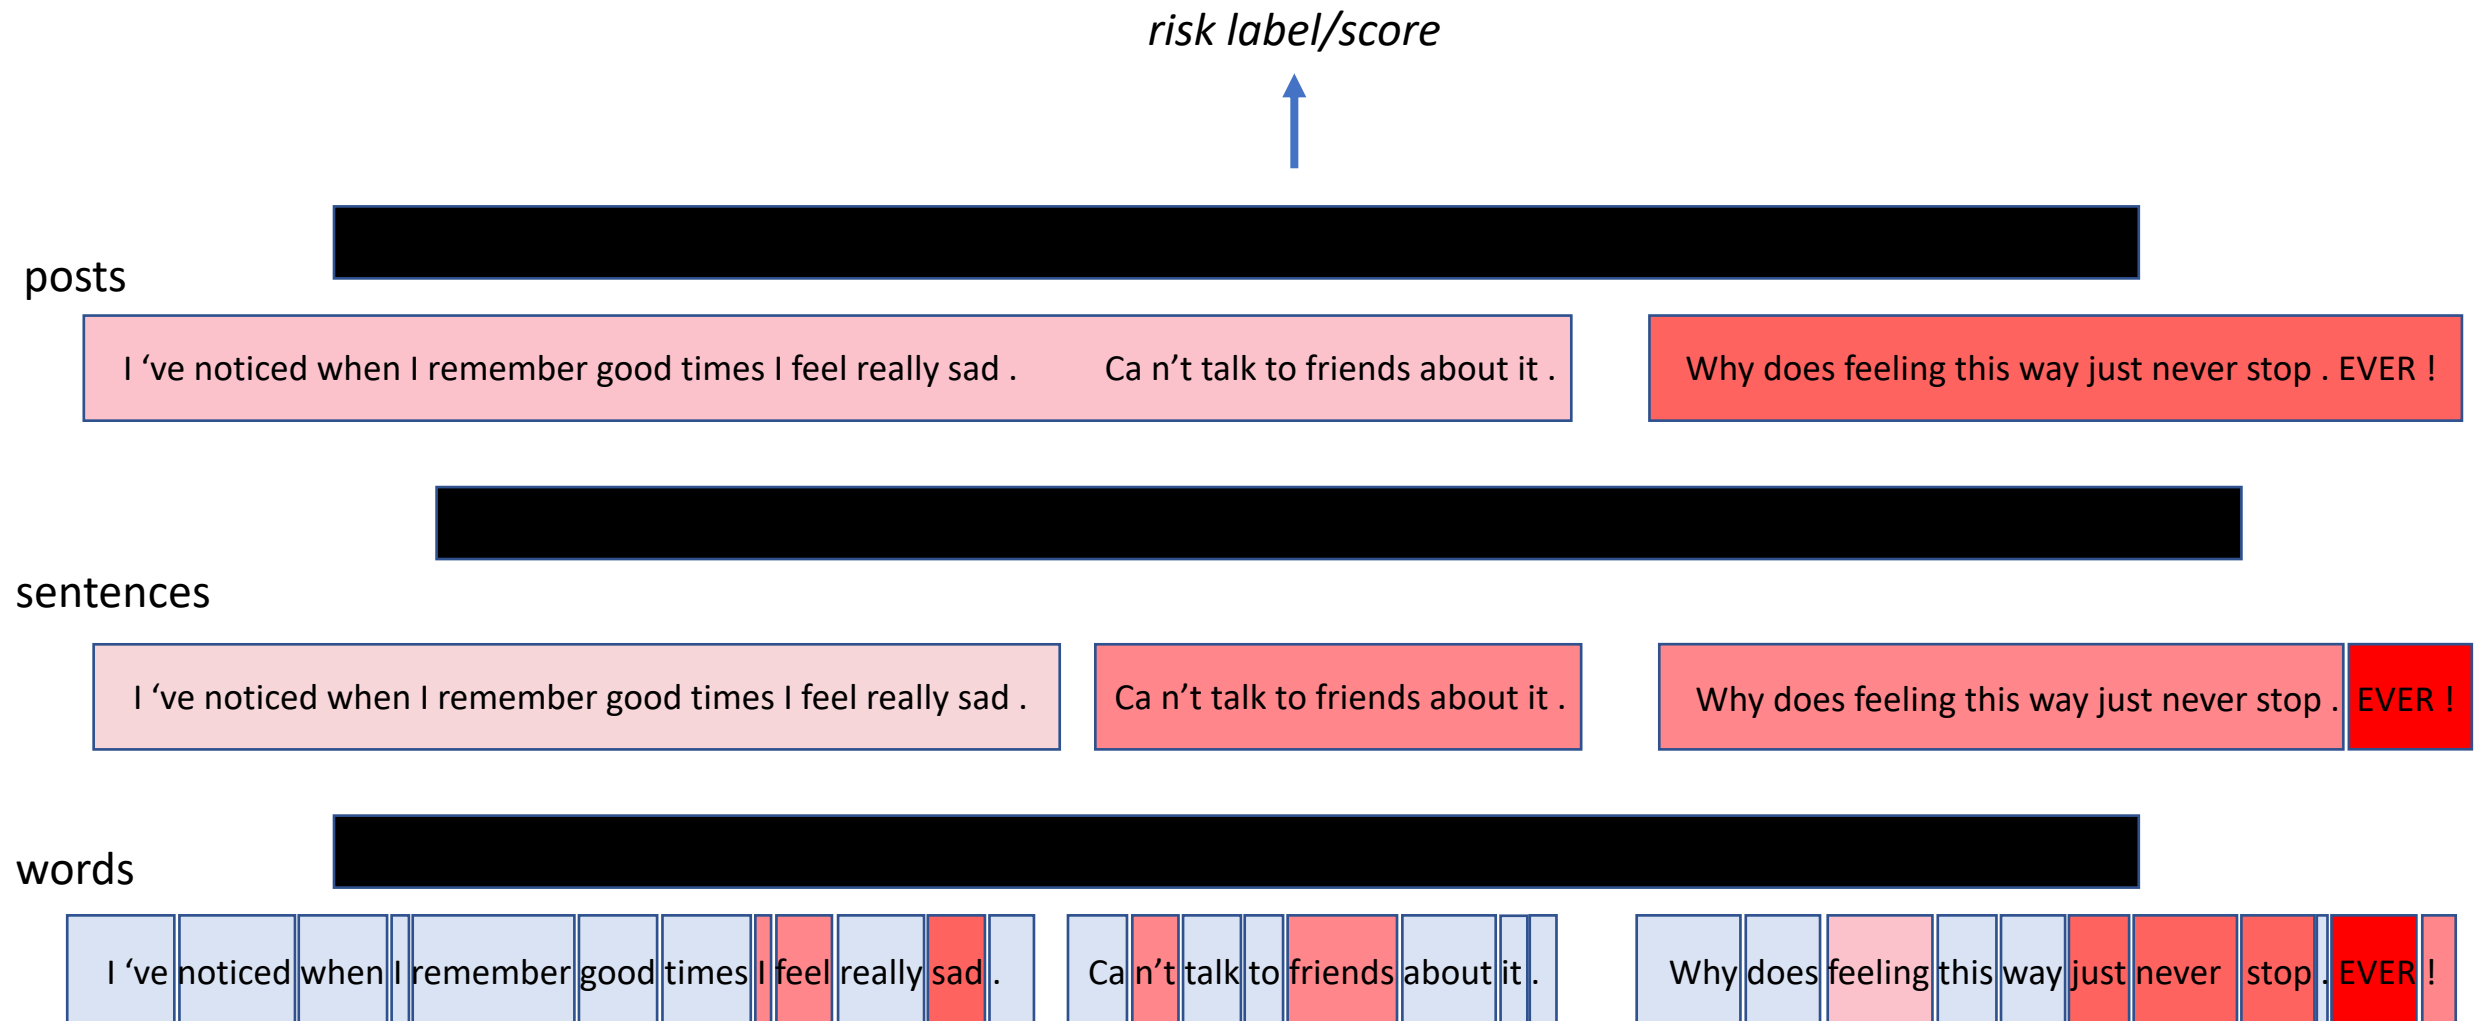 risk label/score
posts
I ‘ve noticed when I remember good times I feel really sad . Ca n’t talk to friends about it . Why does feeling this way just never stop . EVER !
sentences
I ‘ve noticed when I remember good times I feel really sad . Ca n’t talk to friends about it . Why does feeling this way just never stop . EVER !
words
I ‘ve noticed when I remember good times I feel really sad . Ca n’t talk to friends about it . Why does feeling this way just never stop . EVER !